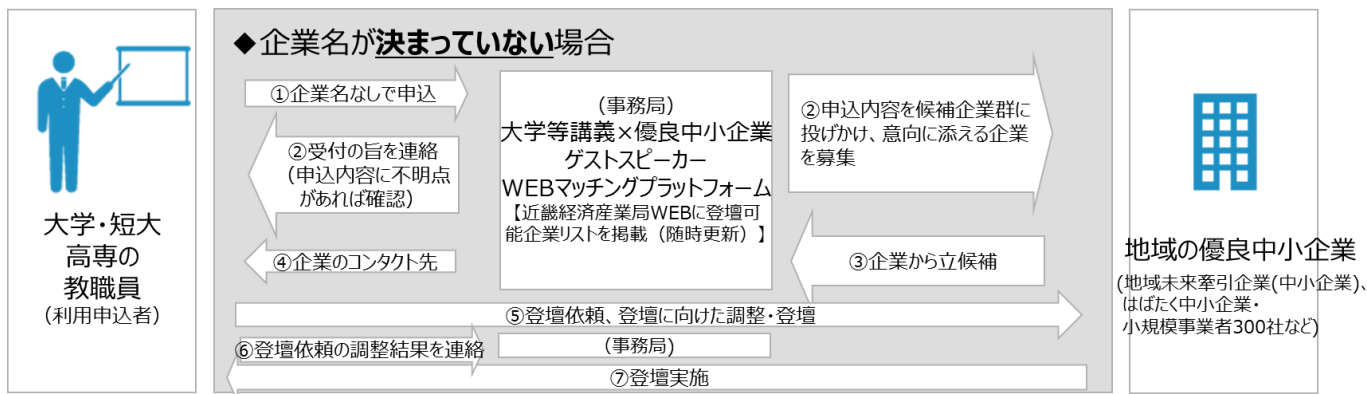 ◆企業名が決まっていない場合
大学・短大
高専の
教職員
（利用申込者）
①企業名なしで申込
②受付の旨を連絡
（申込内容に不明点
があれば確認）
④企業のコンタクト先
（事務局）
大学等講義×優良中小企業
ゲストスピーカー
WEBマッチングプラットフォーム
【近畿経済産業局WEBに登壇可
能企業リストを掲載（随時更新）】
②申込内容を候補企業群に
投げかけ、意向に添える企業
を募集
③企業から立候補
⑤登壇依頼、登壇に向けた調整・登壇
⑥登壇依頼の調整結果を連絡
（事務局)
⑦登壇実施
地域の優良中小企業
(地域未来牽引企業(中小企業)、
はばたく中小企業・
小規模事業者300社など)